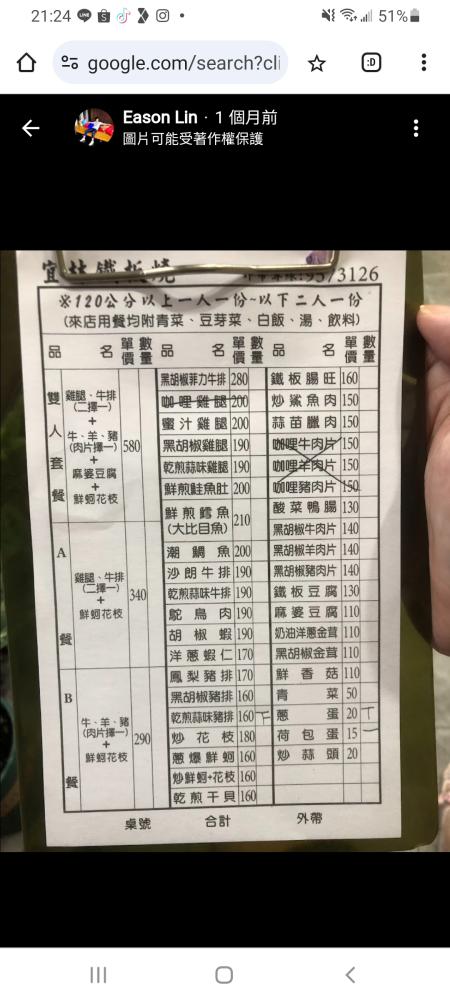 21:24
51%
google.com/search?cli
:D
Eason Lin · 1 個月前
圖片可能受著作權保護
宜林鐵板燒
9573126
※120公分以上一人一份~以下二人一份
(來店用餐均附青菜、豆芽菜、白飯、湯、飲料)
品名 單價 數量 品名 單價 數量 品名 單價 數量
雙人套餐
雞腿、牛排
(二擇一)
+
牛、羊、豬
(肉片擇一)
+
麻婆豆腐
+
鮮蚵花枝
580
A餐
雞腿、牛排
(二擇一)
+
鮮蚵花枝
340
B餐
牛、羊、豬
(肉片擇一)
+
鮮蚵花枝
290
黑胡椒菲力牛排 280
咖哩雞腿 200
蜜汁雞腿 200
黑胡椒雞腿 190
乾煎蒜味雞腿 190
鮮煎鮭魚肚 200
鮮煎鱈魚
(大比目魚) 210
潮鯛魚 200
沙朗牛排 190
乾煎蒜味牛排 190
鴕鳥肉 190
胡椒蝦 190
洋蔥蝦仁 170
鳳梨豬排 170
黑胡椒豬排 160
乾煎蒜味豬排 160 丅
炒花枝 180
蔥爆鮮蚵 160
炒鮮蚵+花枝 160
乾煎干貝 160
鐵板腸旺 160
炒鯊魚肉 150
蒜苗臘肉 150
咖哩牛肉片 150
咖哩羊肉片 150
咖哩豬肉片 150
酸菜鴨腸 130
黑胡椒牛肉片 140
黑胡椒羊肉片 140
黑胡椒豬肉片 140
鐵板豆腐 130
麻婆豆腐 110
奶油洋蔥金茸 110
黑胡椒金茸 110
鮮香菇 110
青菜 50
蔥蛋 20 丅
荷包蛋 15 一
炒蒜頭 20
桌號 合計 外帶